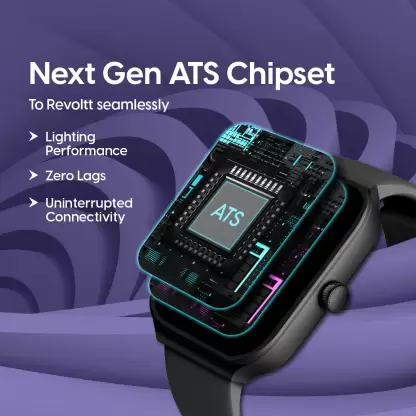 Next Gen ATS Chipset
To Revoltt seamlessly
Lighting
Performance
Zero Lags
Uninterrupted
Connectivity
ATS